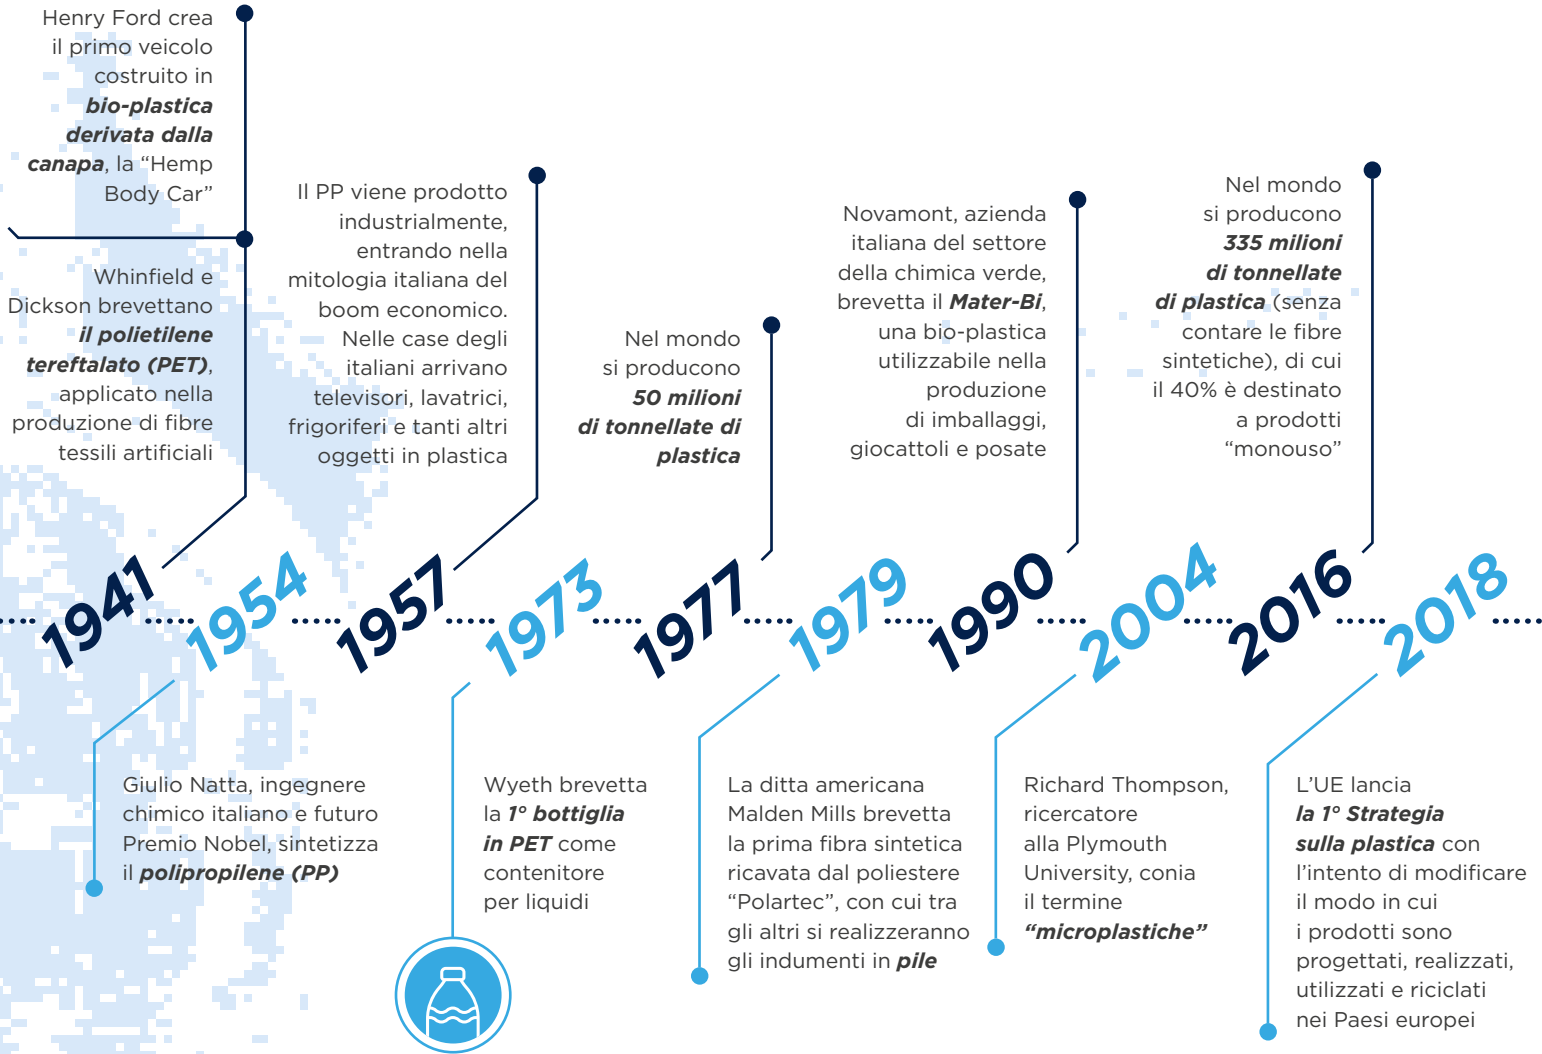 Henry Ford crea
il primo veicolo
costruito in
bio-plastica
derivata dalla
canapa, la “Hemp
Body Car”
Whinfield e
Dickson brevettano
il polietilene
tereftalato (PET),
applicato nella
produzione di fibre
tessili artificiali
Il PP viene prodotto
industrialmente,
entrando nella
mitologia italiana del
boom economico.
Nelle case degli
italiani arrivano
televisori, lavatrici,
frigoriferi e tanti altri
oggetti in plastica
Nel mondo
si producono
50 milioni
di tonnellate di
plastica
Novamont, azienda
italiana del settore
della chimica verde,
brevetta il Mater-Bi,
una bio-plastica
utilizzabile nella
produzione
di imballaggi,
giocattoli e posate
Nel mondo
si producono
335 milioni
di tonnellate
di plastica (senza
contare le fibre
sintetiche), di cui
il 40% è destinato
a prodotti
“monouso”
1941
1954
1957
1973
1977
1979
1990
2004
2016
2018
Giulio Natta, ingegnere
chimico italiano e futuro
Premio Nobel, sintetizza
il polipropilene (PP)
Wyeth brevetta
la 1° bottiglia
in PET come
contenitore
per liquidi
La ditta americana
Malden Mills brevetta
la prima fibra sintetica
ricavata dal poliestere
“Polartec”, con cui tra
gli altri si realizzeranno
gli indumenti in pile
Richard Thompson,
ricercatore
alla Plymouth
University, conia
il termine
“microplastiche”
L’UE lancia
la 1° Strategia
sulla plastica con
l’intento di modificare
il modo in cui
i prodotti sono
progettati, realizzati,
utilizzati e riciclati
nei Paesi europei